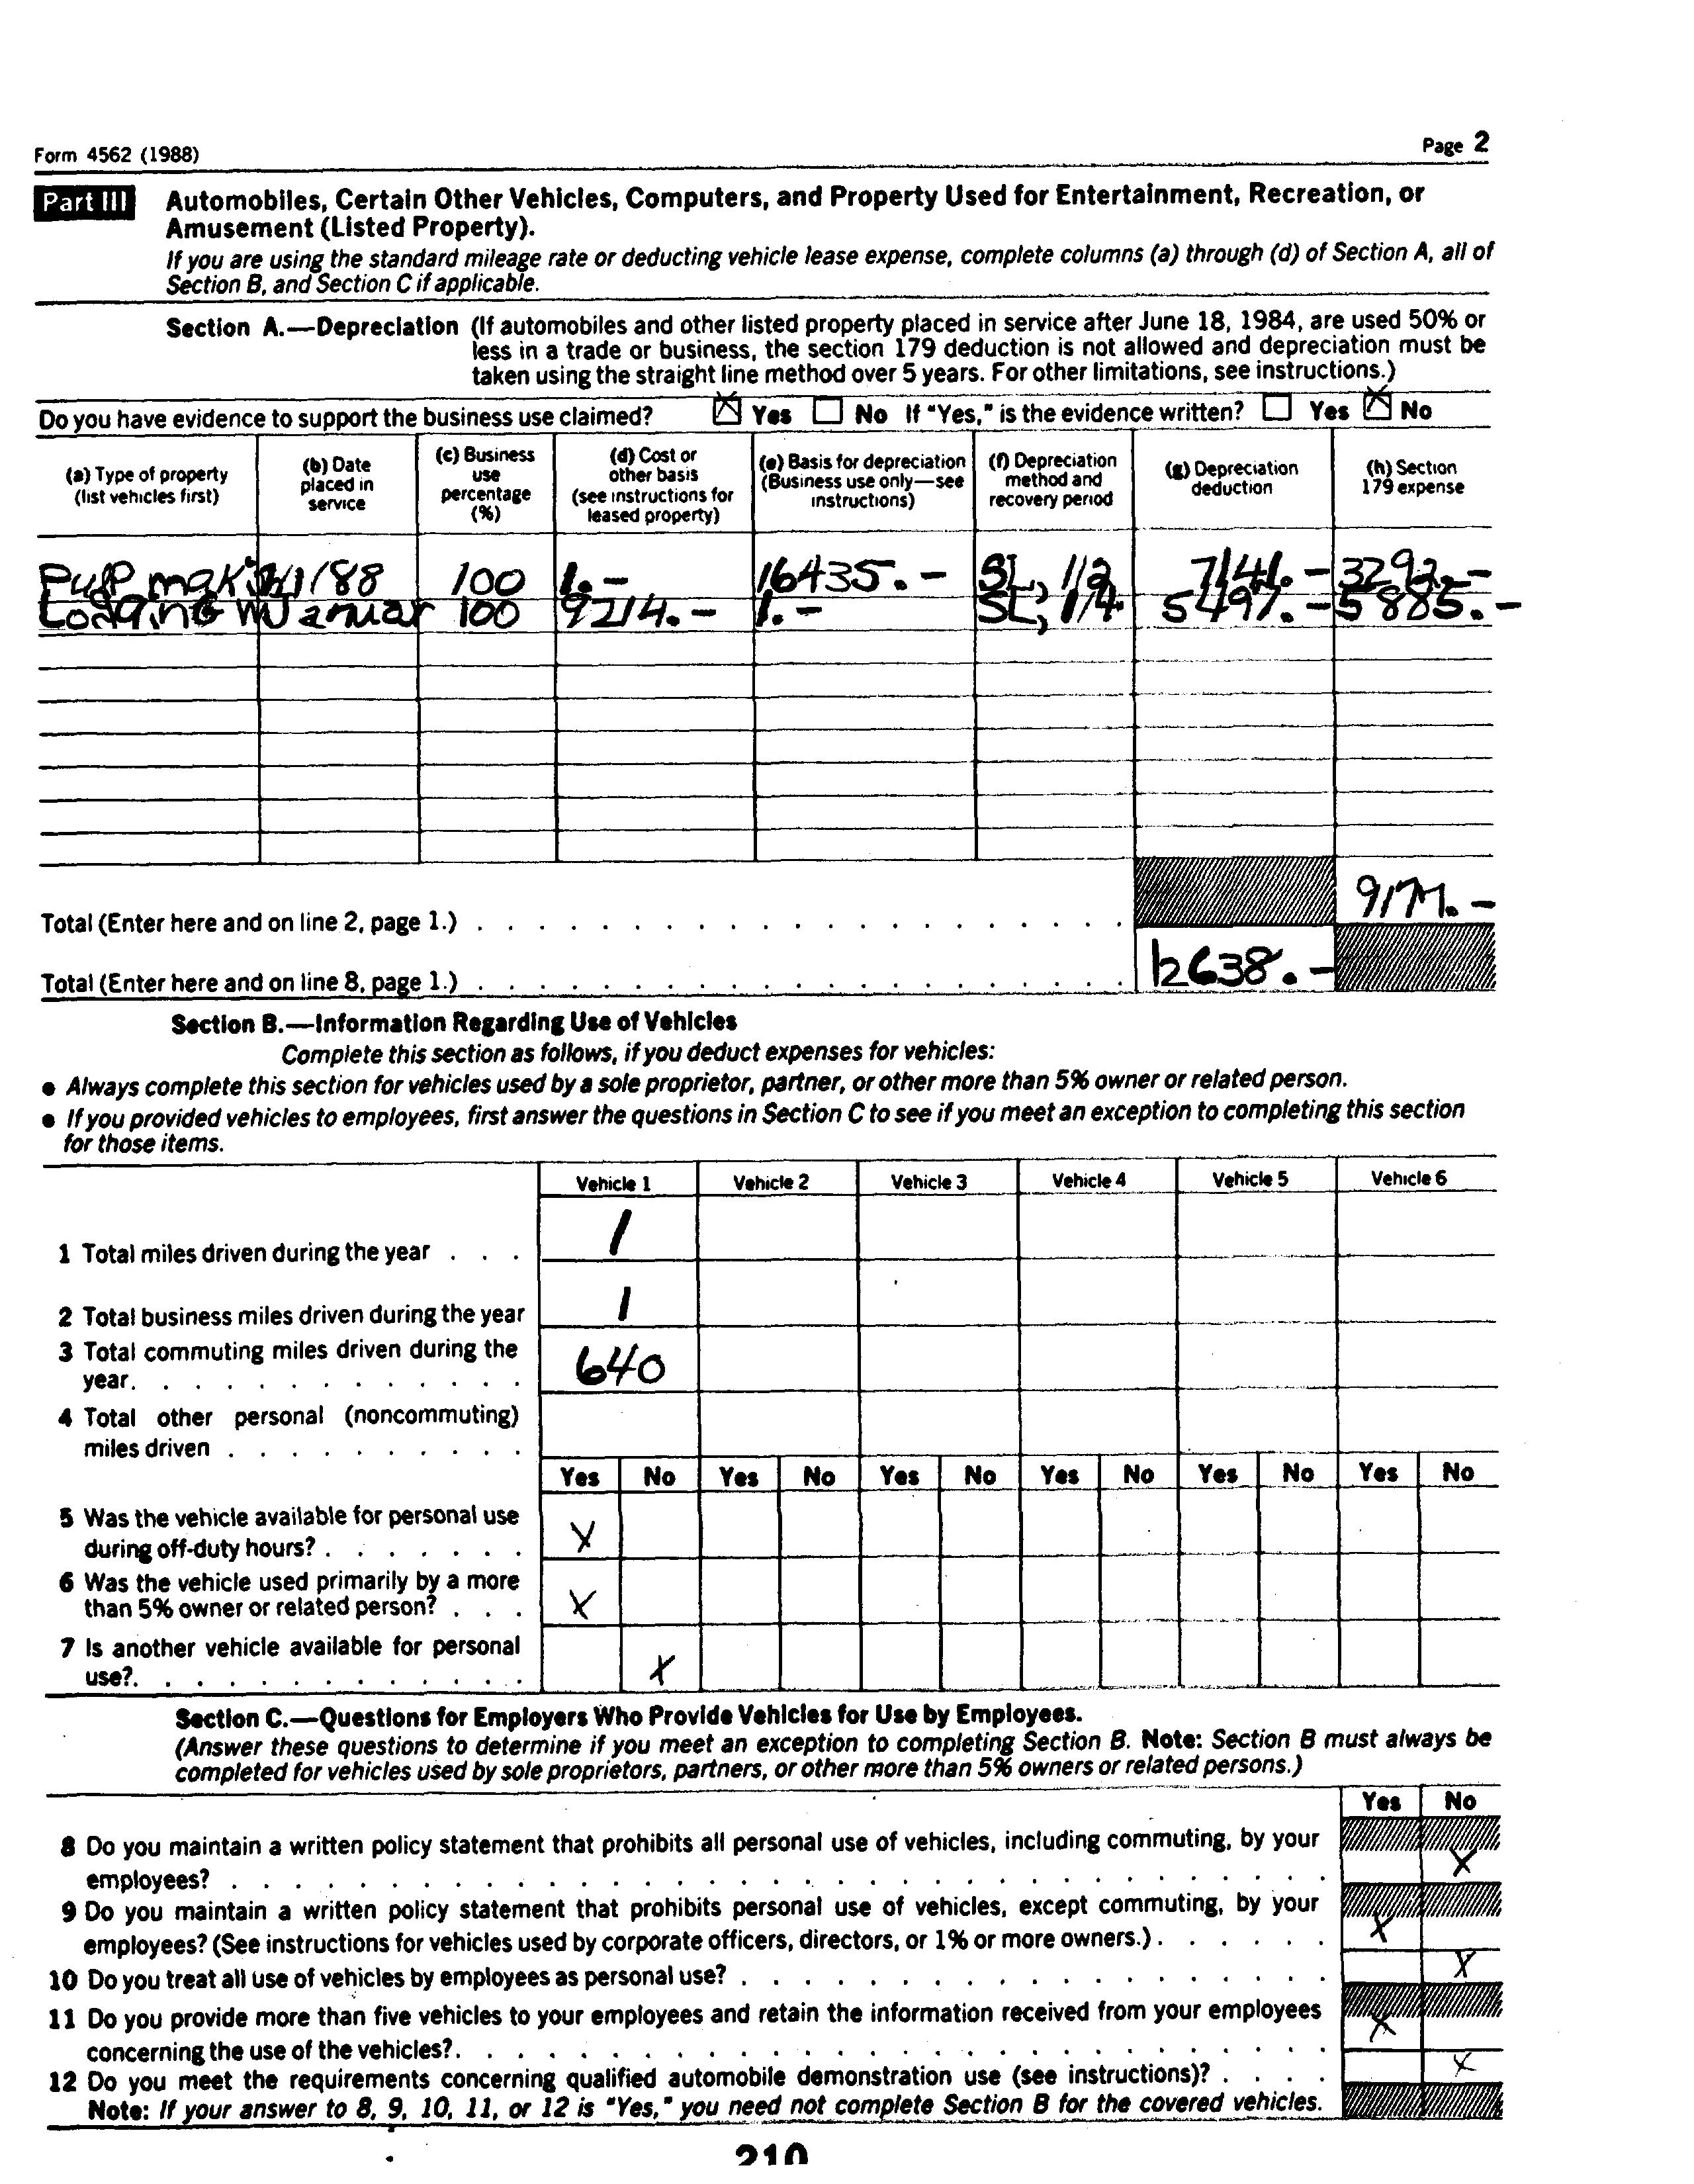 Form 4562 (1988)
Page 2
Part III Automobiles, Certain Other Vehicles, Computers, and Property Used for Entertainment, Recreation, or
Amusement (Listed Property).
If you are using the standard mileage rate or deducting vehicle lease expense, complete columns (a) through (d) of Section A, all of
Section B, and Section C if applicable.
Section A.—Depreciation (If automobiles and other listed property placed in service after June 18, 1984, are used 50% or
less in a trade or business, the section 179 deduction is not allowed and depreciation must be
taken using the straight line method over 5 years. For other limitations, see instructions.)
Do you have evidence to support the business use claimed? Yes No If "Yes," is the evidence written? Yes No
(a) Type of property
(list vehicles first)
(b) Date
placed in
service
(c) Business
use
percentage
(%)
(d) Cost or
other basis
(see instructions for
leased property)
(e) Basis for depreciation
(Business use only—see
instructions)
(f) Depreciation
method and
recovery period
(g) Depreciation
deduction
(h) Section
179 expense
Pulp 1/1/88 100 1.– 16435.– SL, 1/2 7141.– 3292.–
Logging Januar 100 9214.– 1.– SL, 1/4 5497.– 5885.–
Total (Enter here and on line 2, page 1.) 9177.–
Total (Enter here and on line 8, page 1.) 12638.–
Section B.—Information Regarding Use of Vehicles
Complete this section as follows, if you deduct expenses for vehicles:
● Always complete this section for vehicles used by a sole proprietor, partner, or other more than 5% owner or related person.
● If you provided vehicles to employees, first answer the questions in Section C to see if you meet an exception to completing this section
for those items.
Vehicle 1 Vehicle 2 Vehicle 3 Vehicle 4 Vehicle 5 Vehicle 6
1 Total miles driven during the year . . . 1
2 Total business miles driven during the year 1
3 Total commuting miles driven during the
year. . . . . . . . . . . . . 640
4 Total other personal (noncommuting)
miles driven . . . . . . . . . .
Yes No Yes No Yes No Yes No Yes No Yes No
5 Was the vehicle available for personal use
during off-duty hours? . . . . . . . X
6 Was the vehicle used primarily by a more
than 5% owner or related person? . . . X
7 Is another vehicle available for personal
use?. . . . . . . . . . . . . X
Section C.—Questions for Employers Who Provide Vehicles for Use by Employees.
(Answer these questions to determine if you meet an exception to completing Section B. Note: Section B must always be
completed for vehicles used by sole proprietors, partners, or other more than 5% owners or related persons.)
Yes No
8 Do you maintain a written policy statement that prohibits all personal use of vehicles, including commuting, by your
employees? X
9 Do you maintain a written policy statement that prohibits personal use of vehicles, except commuting, by your
employees? (See instructions for vehicles used by corporate officers, directors, or 1% or more owners.) . . . . . . X
10 Do you treat all use of vehicles by employees as personal use? X
11 Do you provide more than five vehicles to your employees and retain the information received from your employees
concerning the use of the vehicles?. X
12 Do you meet the requirements concerning qualified automobile demonstration use (see instructions)? . . . . X
Note: If your answer to 8, 9, 10, 11, or 12 is "Yes," you need not complete Section B for the covered vehicles.
210